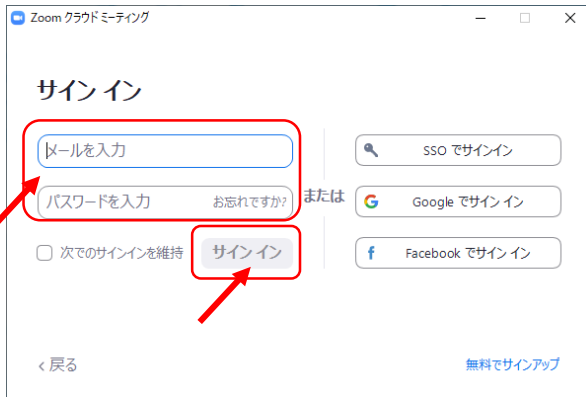 Zoom クラウドミーティング
サイン イン
メールを入力
パスワードを入力 お忘れですか?
または
次でのサインインを維持
サイン イン
SSO でサインイン
Google でサイン イン
Facebook でサイン イン
< 戻る
無料でサインアップ